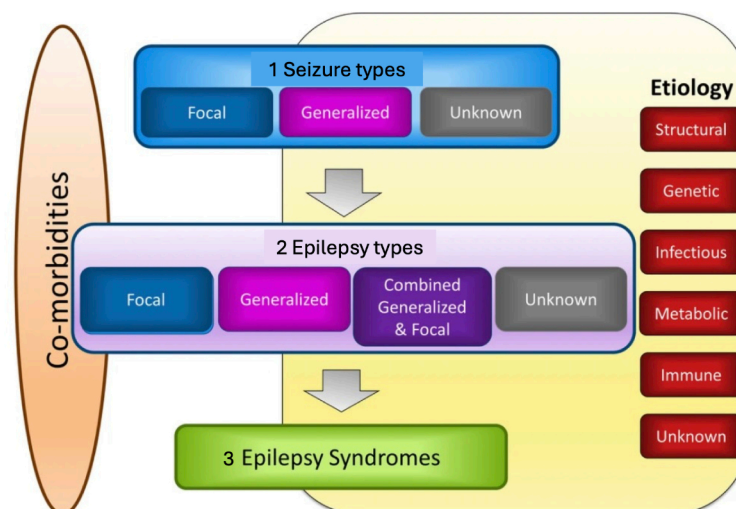 Co-morbidities
1 Seizure types
Focal
Generalized
Unknown
2 Epilepsy types
Focal
Generalized
Combined
Generalized
& Focal
Unknown
3 Epilepsy Syndromes
Etiology
Structural
Genetic
Infectious
Metabolic
Immune
Unknown